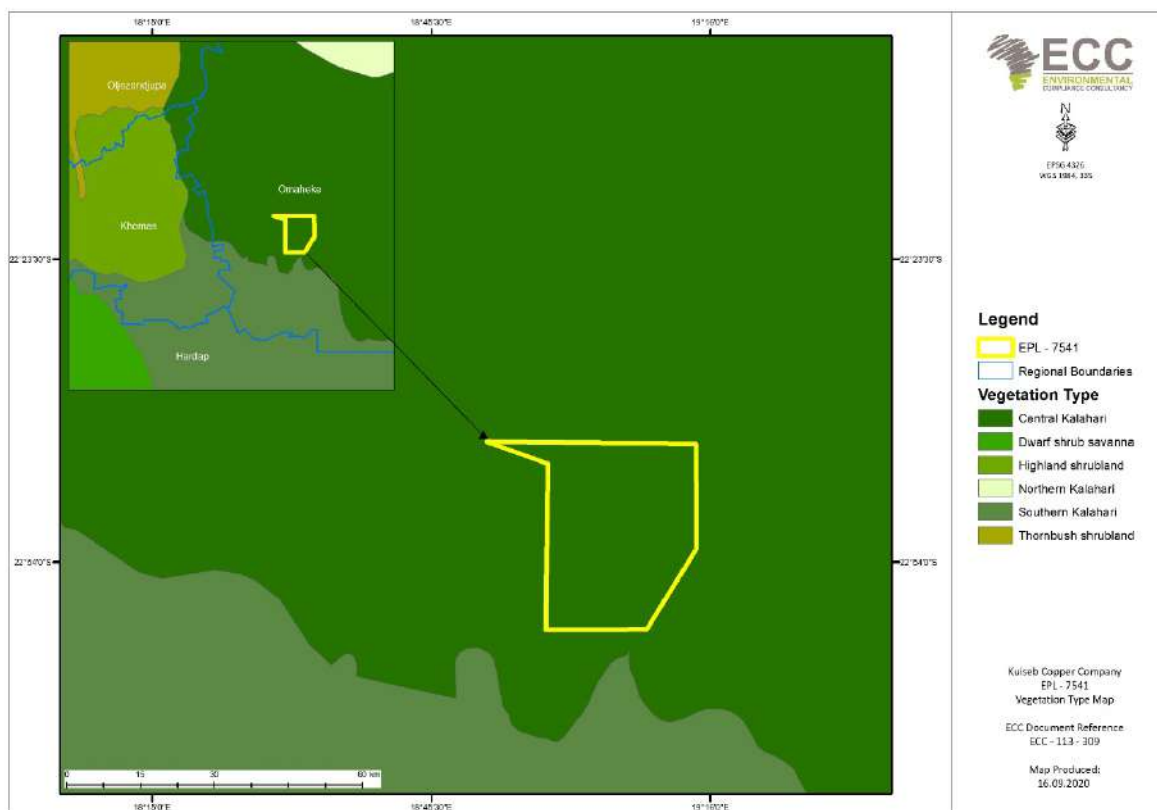 18°15'0"E
18°45'30"E
19°16'0"E
Otjozondjupa
Omaheke
Khomas
Hardap
22°23'30"S
22°23'30"S
22°54'0"S
22°54'0"S
0 15 30 60 km
18°15'0"E
18°45'30"E
19°16'0"E
ECC
ENVIRONMENTAL
COMPLIANCE CONSULTANCY
N
EPSG 4326
WGS 1984, 33S
Legend
EPL - 7541
Regional Boundaries
Vegetation Type
Central Kalahari
Dwarf shrub savanna
Highland shrubland
Northern Kalahari
Southern Kalahari
Thornbush shrubland
Kuiseb Copper Company
EPL - 7541
Vegetation Type Map
ECC Document Reference
ECC - 113 - 309
Map Produced:
16.09.2020